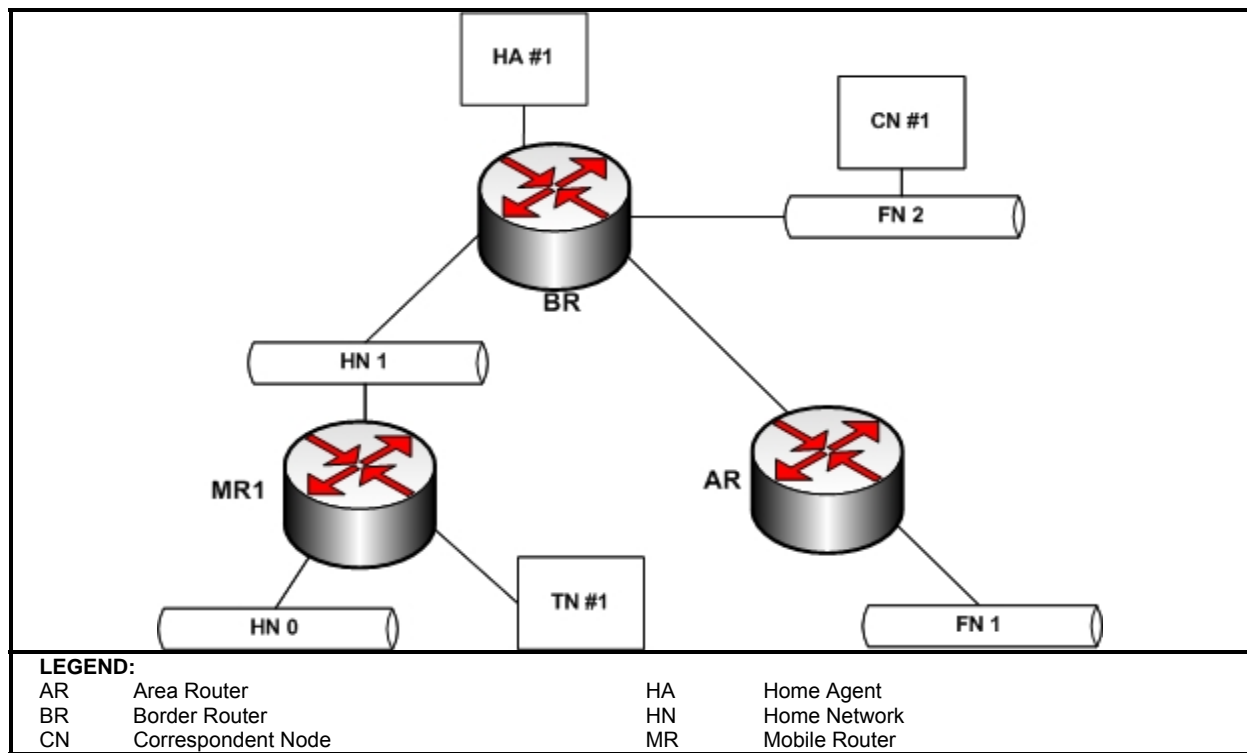 HA #1
CN #1
FN 2
BR
HN 1
MR1
AR
TN #1
HN 0
FN 1
LEGEND:
AR Area Router HA Home Agent
BR Border Router HN Home Network
CN Correspondent Node MR Mobile Router